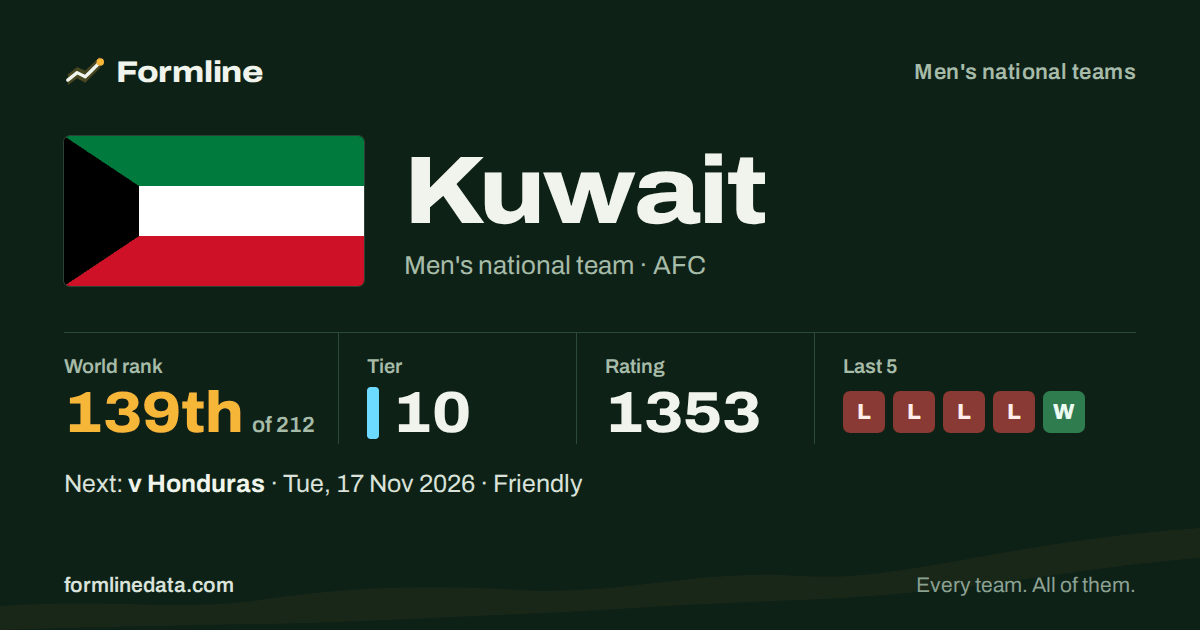 Formline
Men's national teams
Kuwait
Men's national team · AFC
World rank
139th of 212
Tier
10
Rating
1353
Last 5
L L L L W
Next: v Honduras · Tue, 17 Nov 2026 · Friendly
formlinedata.com
Every team. All of them.